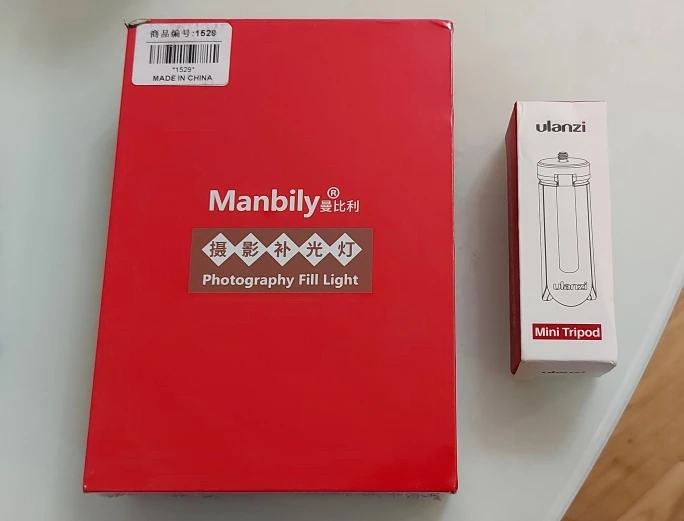 商品编号:1529
*1529*
MADE IN CHINA
Manbily®曼比利
摄影补光灯
Photography Fill Light
ulanzi
ulanzi
Mini Tripod